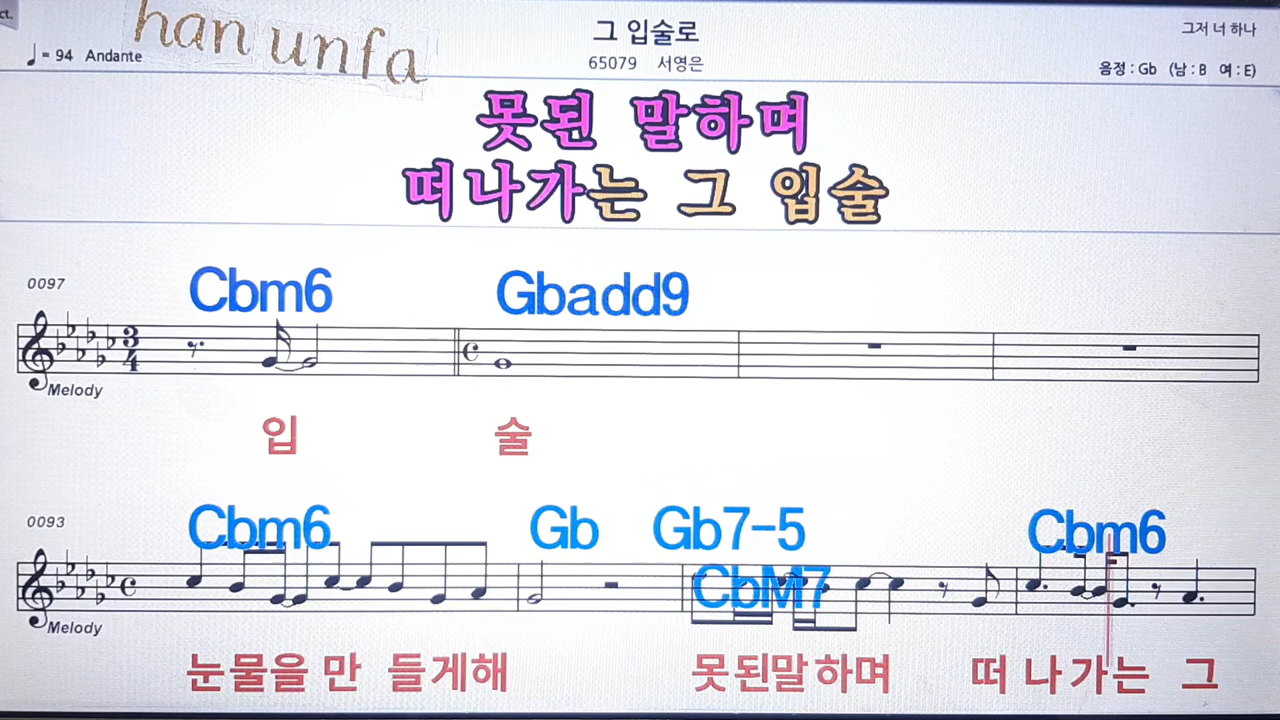 ct.
han unfa
♩ = 94 Andante
그 입술로
65079 서영은
그저 너 하나
음정 : Gb (남 : B 여 : E)
못된 말하며
떠나가는 그 입술
0097
Cbm6 Gbadd9
3
4
Melody
입 술
0093
Cbm6 Gb Gb7-5 Cbm6
CbM7
Melody
눈물을 만 들게해 못된말 하며 떠 나가는 그